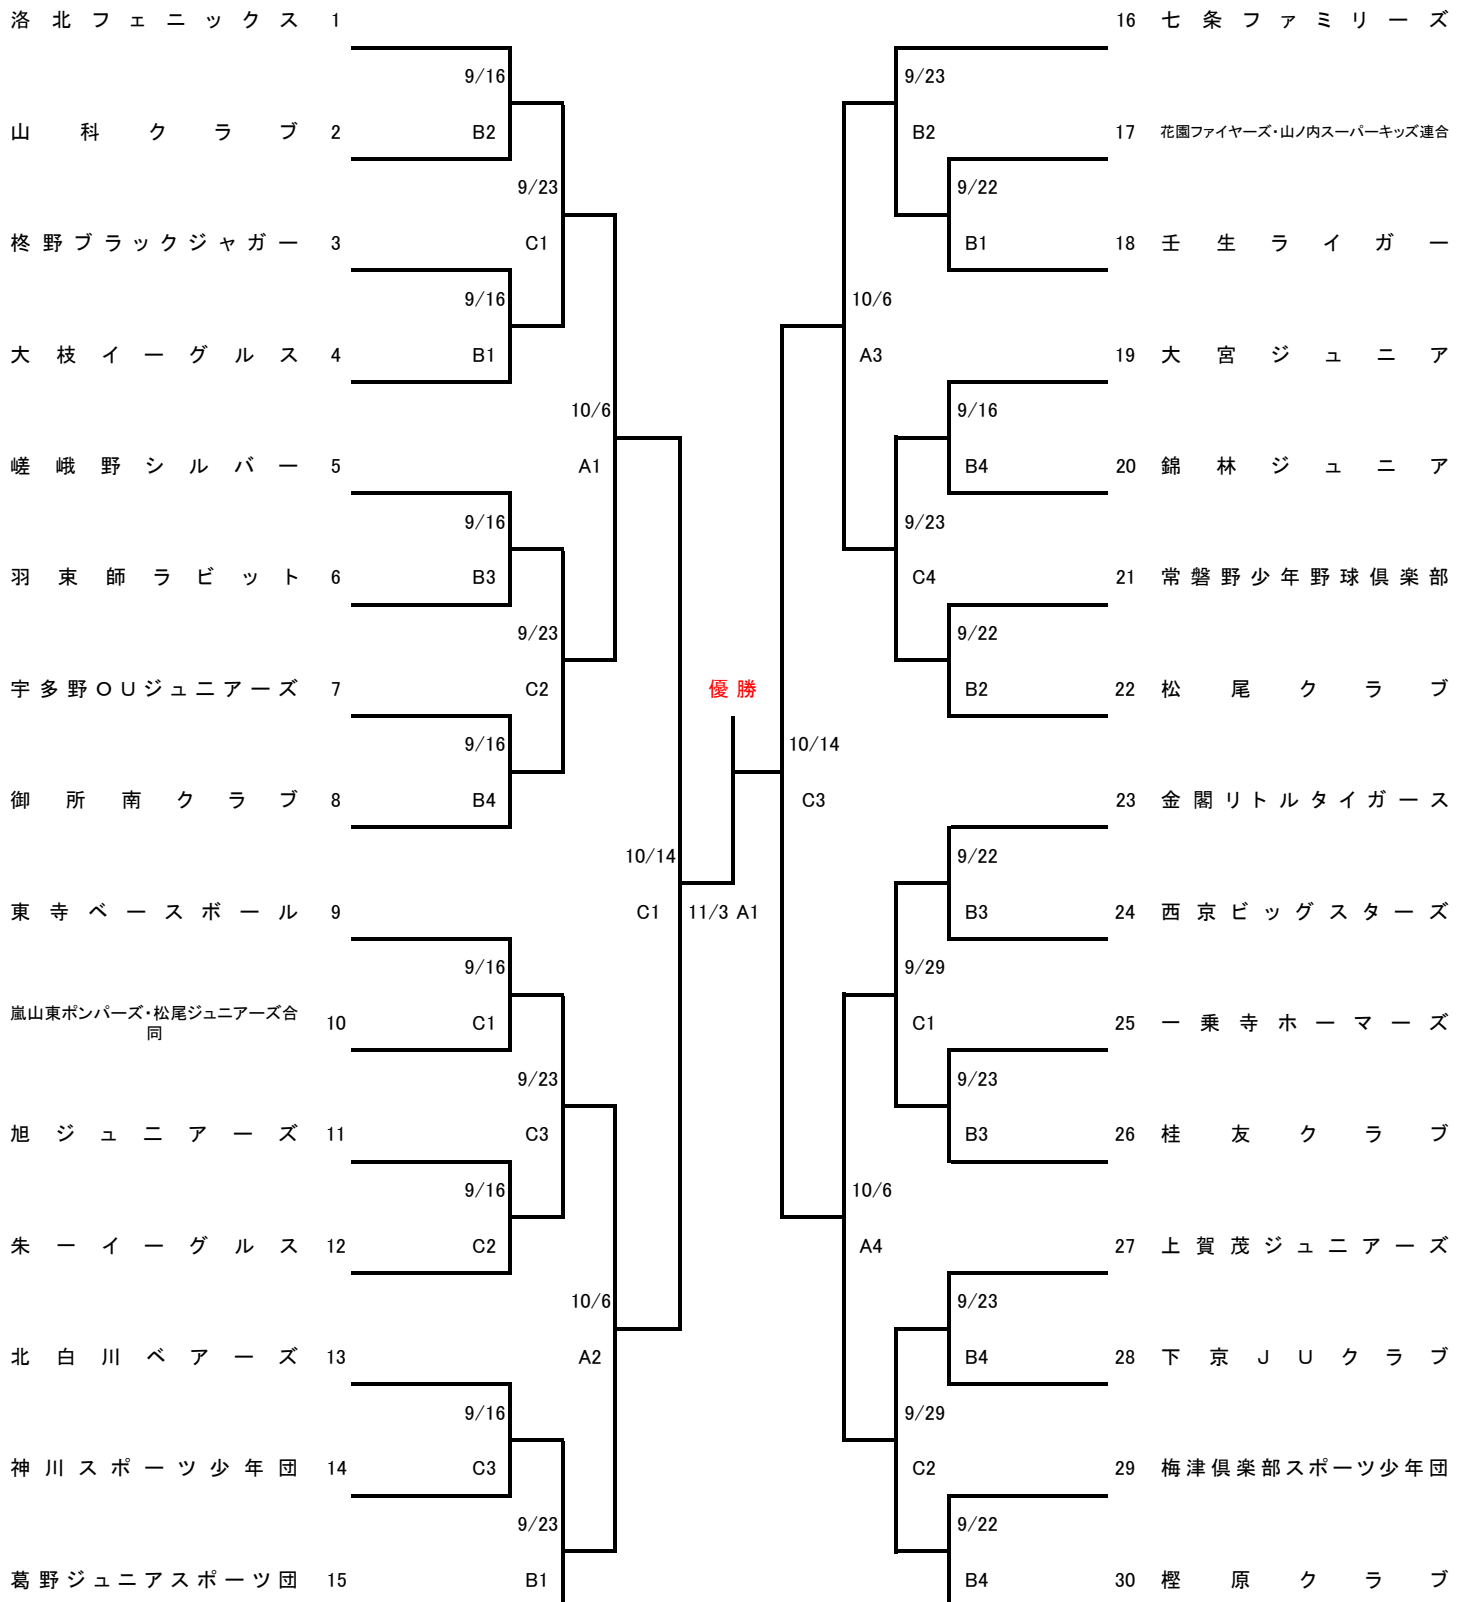 洛北フェニックス 1
9/16
山科クラブ 2 B2
9/23
柊野ブラックジャガー 3 C1
9/16
大枝イーグルス 4 B1
10/6
嵯峨野シルバー 5 A1
9/16
羽束師ラビット 6 B3
9/23
宇多野OUジュニアーズ 7 C2
9/16
御所南クラブ 8 B4
10/14
東寺ベースボール 9 C1
9/16
嵐山東ポンパーズ・松尾ジュニアーズ合
同
10 C1
9/23
旭ジュニアーズ 11 C3
9/16
朱一イーグルス 12 C2
10/6
北白川ベアーズ 13 A2
9/16
神川スポーツ少年団 14 C3
9/23
葛野ジュニアスポーツ団 15 B1
優勝
11/3 A1
16 七条ファミリーズ
9/23
B2 17 花園ファイヤーズ・山ノ内スーパーキッズ連合
9/22
B1 18 壬生ライガー
10/6
A3 19 大宮ジュニア
9/16
B4 20 錦林ジュニア
9/23
C4 21 常磐野少年野球倶楽部
9/22
B2 22 松尾クラブ
10/14
C3 23 金閣リトルタイガース
9/22
B3 24 西京ビッグスターズ
9/29
C1 25 一乗寺ホーマーズ
9/23
B3 26 桂友クラブ
10/6
A4 27 上賀茂ジュニアーズ
9/23
B4 28 下京JUクラブ
9/29
C2 29 梅津倶楽部スポーツ少年団
9/22
B4 30 樫原クラブ